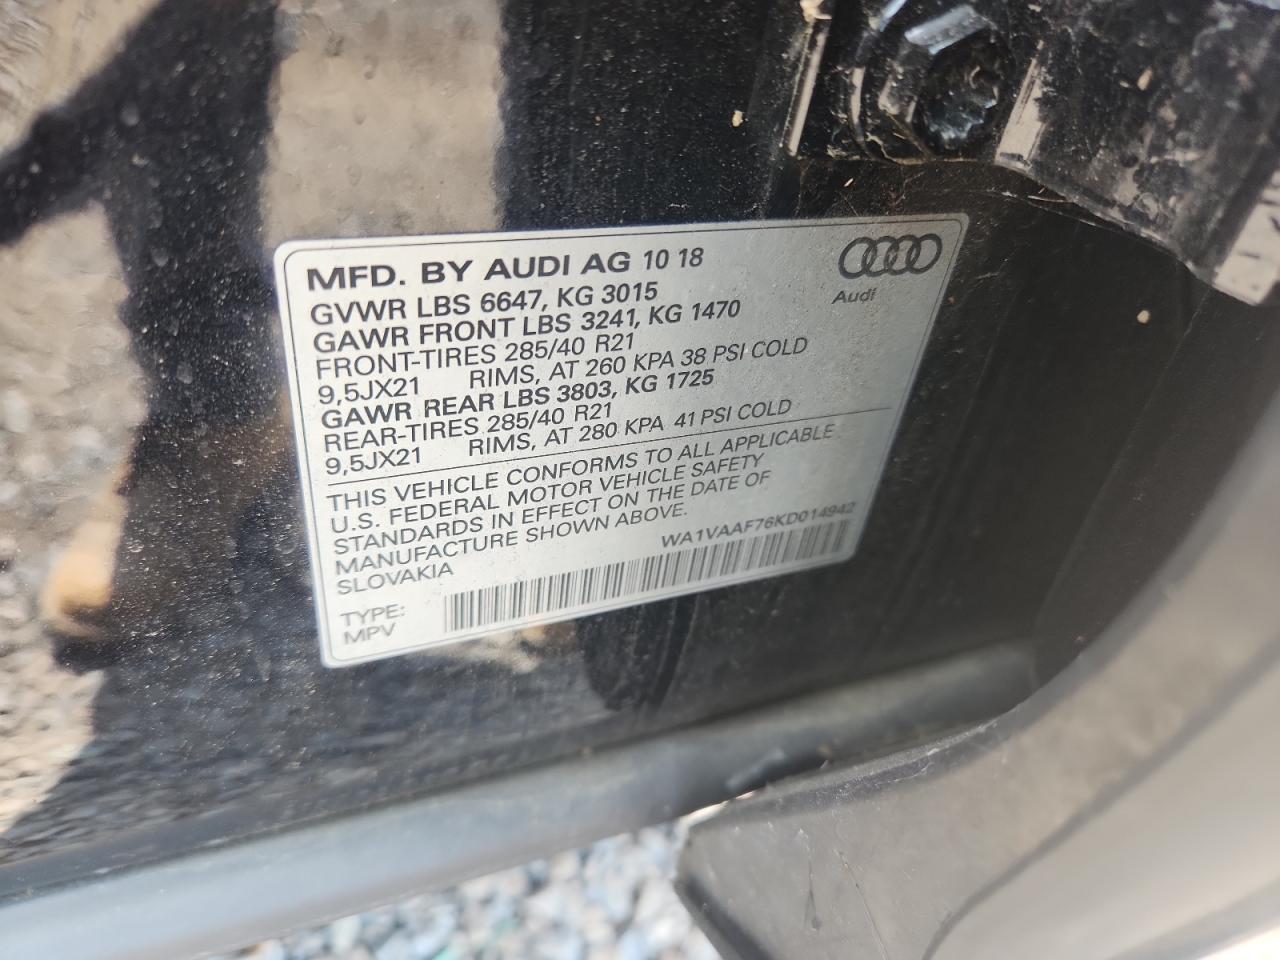 MFD. BY AUDI AG 10 18
Audi
GVWR LBS 6647, KG 3015
GAWR FRONT LBS 3241, KG 1470
FRONT-TIRES 285/40 R21
9,5JX21 RIMS, AT 260 KPA 38 PSI COLD
GAWR REAR LBS 3803, KG 1725
REAR-TIRES 285/40 R21
9,5JX21 RIMS, AT 280 KPA 41 PSI COLD
THIS VEHICLE CONFORMS TO ALL APPLICABLE
U.S. FEDERAL MOTOR VEHICLE SAFETY
STANDARDS IN EFFECT ON THE DATE OF
MANUFACTURE SHOWN ABOVE.
SLOVAKIA
WA1VAAF76KD014942
TYPE:
MPV